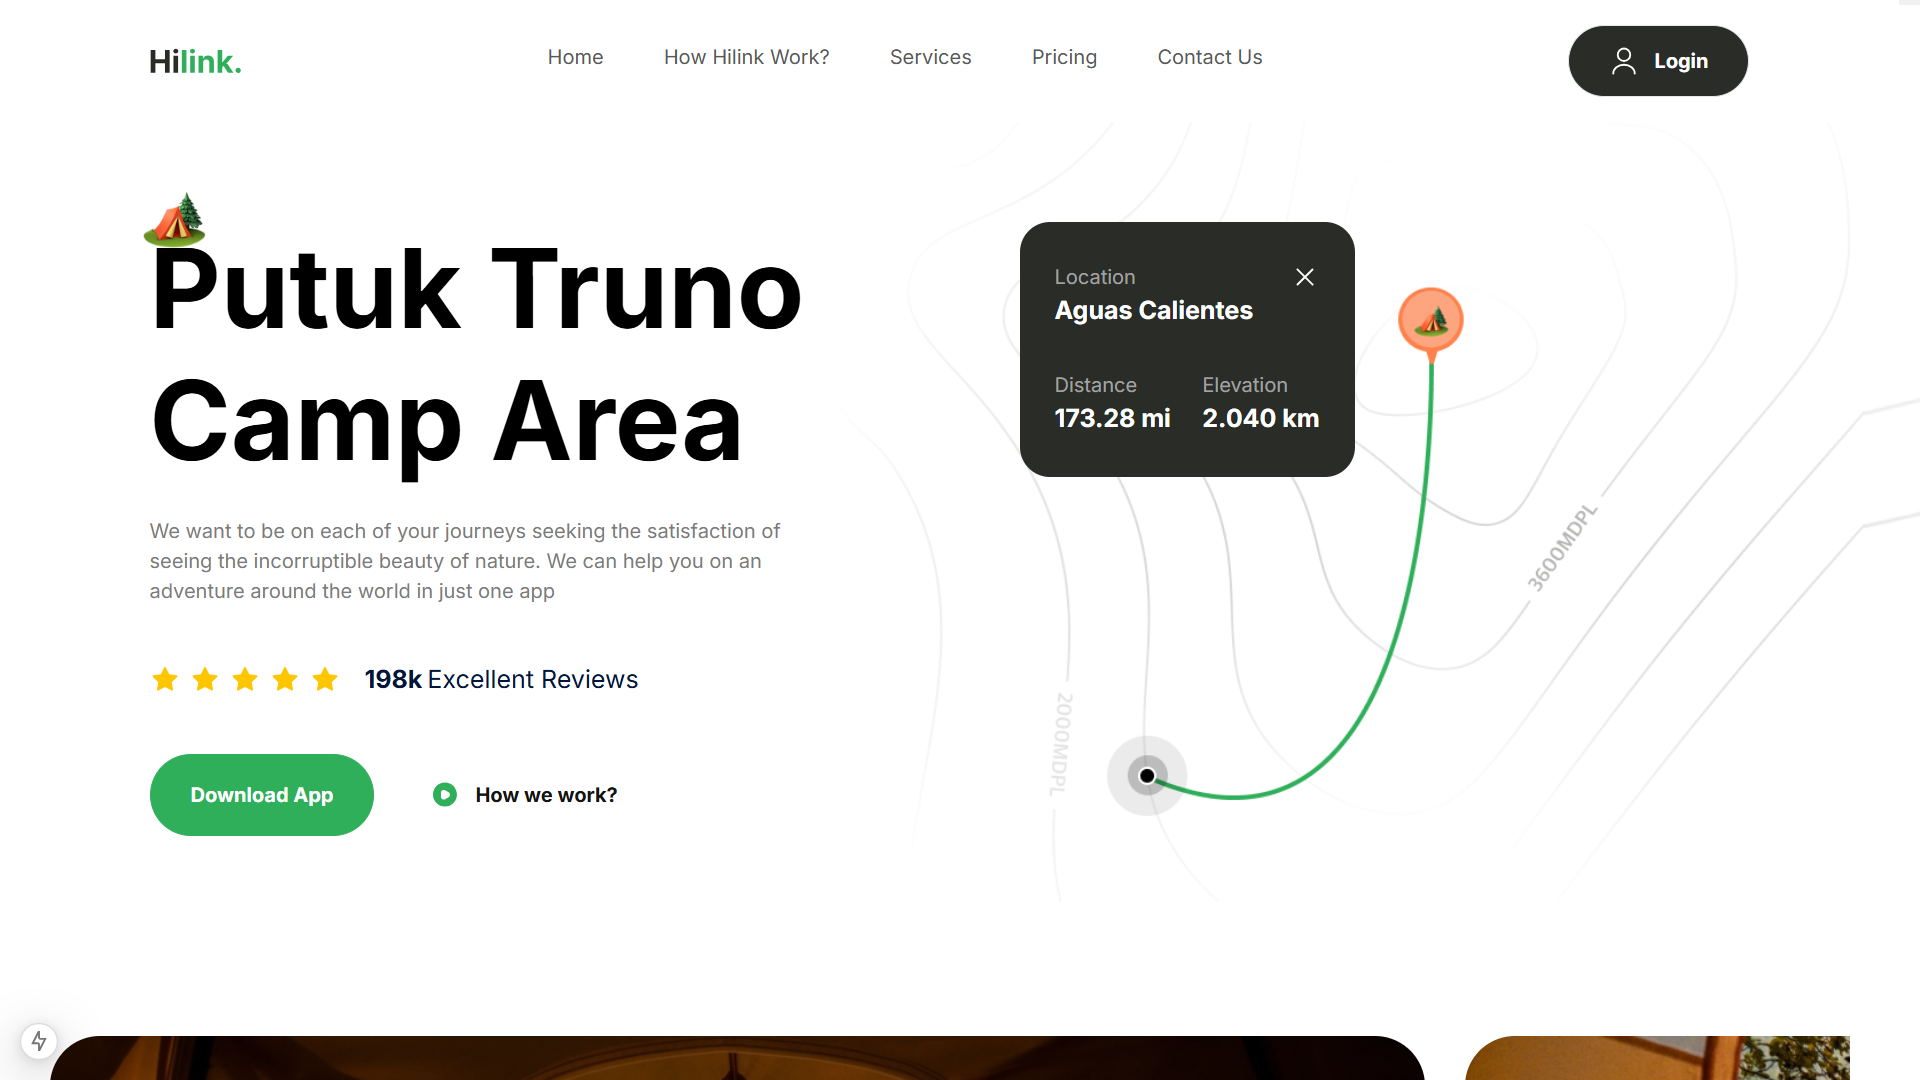 Hilink.
Home
How Hilink Work?
Services
Pricing
Contact Us
Login
Putuk Truno
Camp Area
We want to be on each of your journeys seeking the satisfaction of
seeing the incorruptible beauty of nature. We can help you on an
adventure around the world in just one app
198k Excellent Reviews
Download App
How we work?
Location
Aguas Calientes
Distance
Elevation
173.28 mi
2.040 km
3600MDPL
2000MDPL